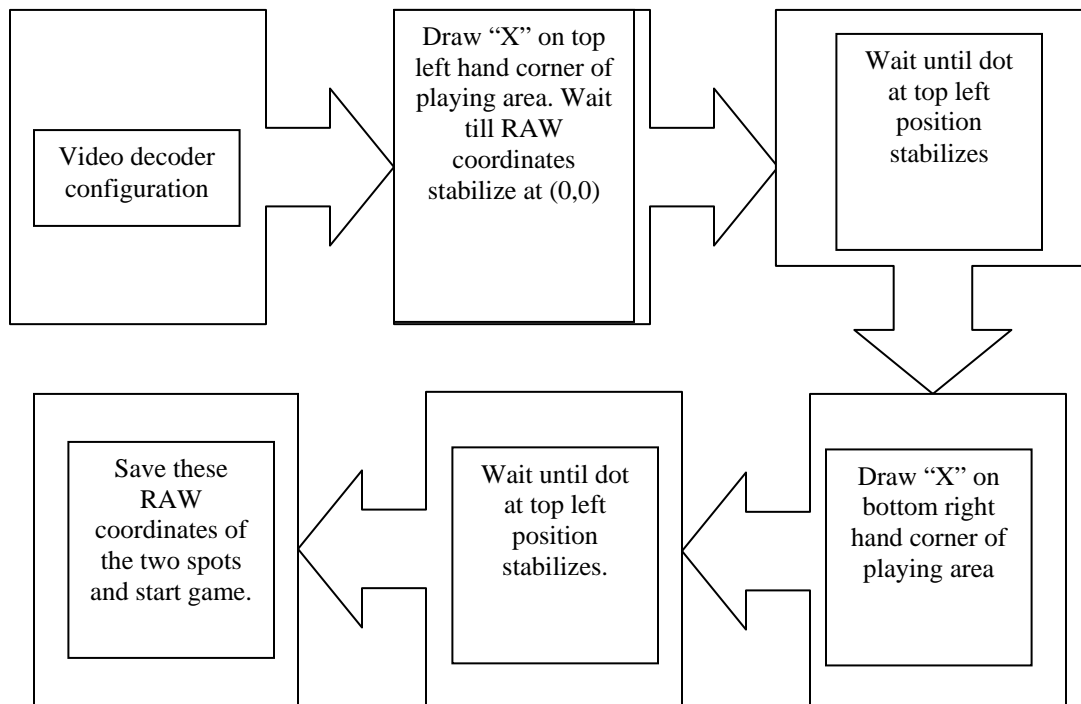 Video decoder
configuration
Draw “X” on top
left hand corner of
playing area. Wait
till RAW
coordinates
stabilize at (0,0)
Wait until dot
at top left
position
stabilizes
Draw “X” on
bottom right
hand corner of
playing area
Wait until dot
at top left
position
stabilizes.
Save these
RAW
coordinates of
the two spots
and start game.